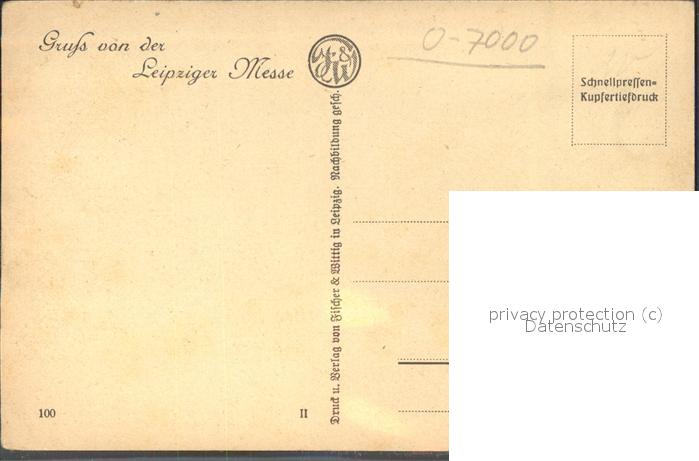 Gruß von der
Leipziger Messe
O-7000
Schnellpressen=
Kupfertiefdruck
Druck u. Verlag von Fischer & Wittig in Leipzig. Nachbildung gesch.
privacy protection (c)
Datenschutz
100
II